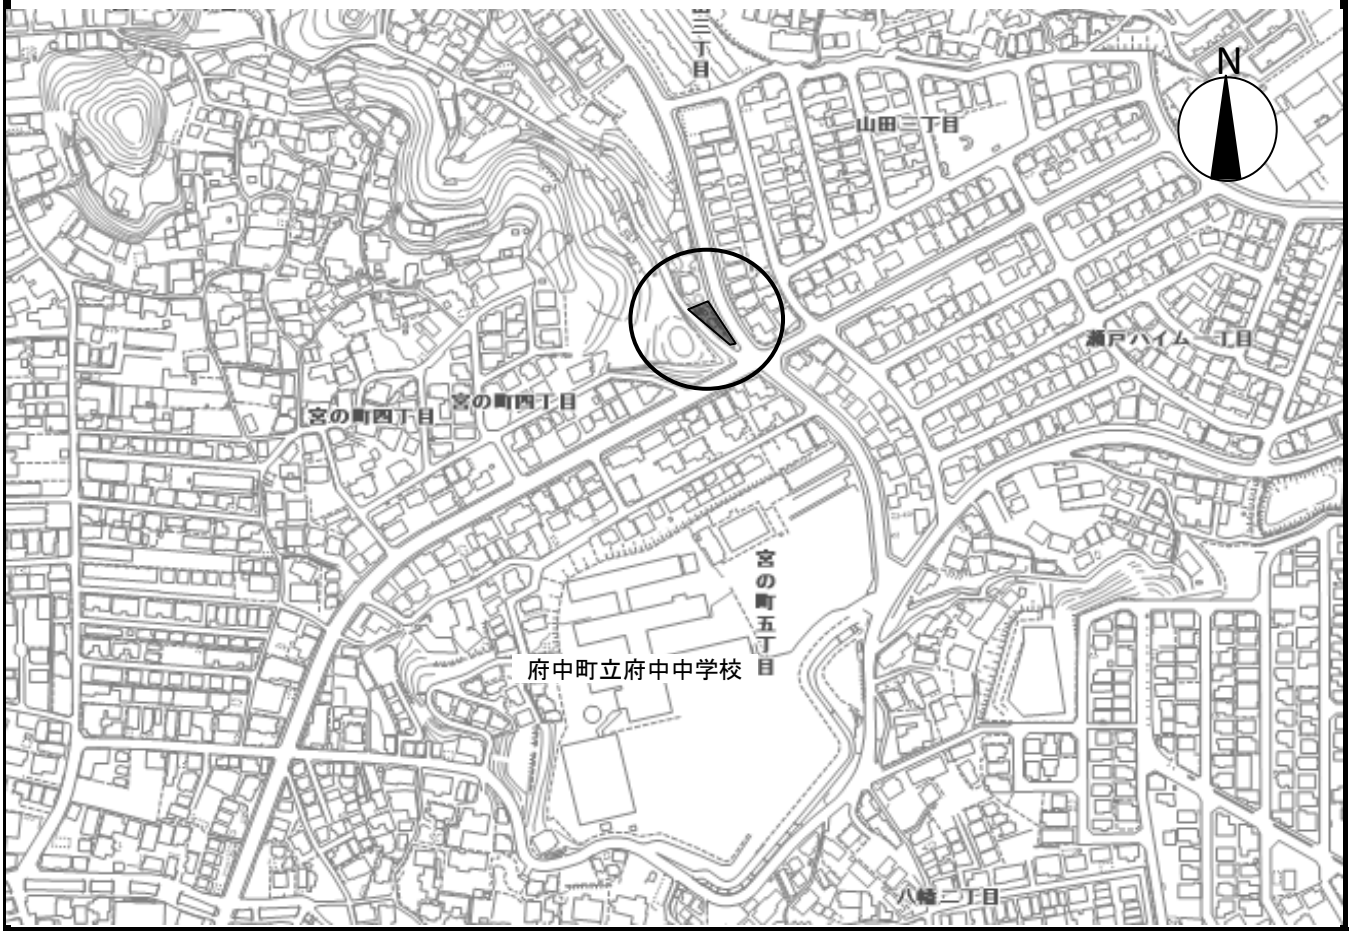 N
山田三丁目
瀬戸ハイム一丁目
宮の町四丁目
宮の町四丁目
宮の町五丁目
府中町立府中中学校
八幡二丁目